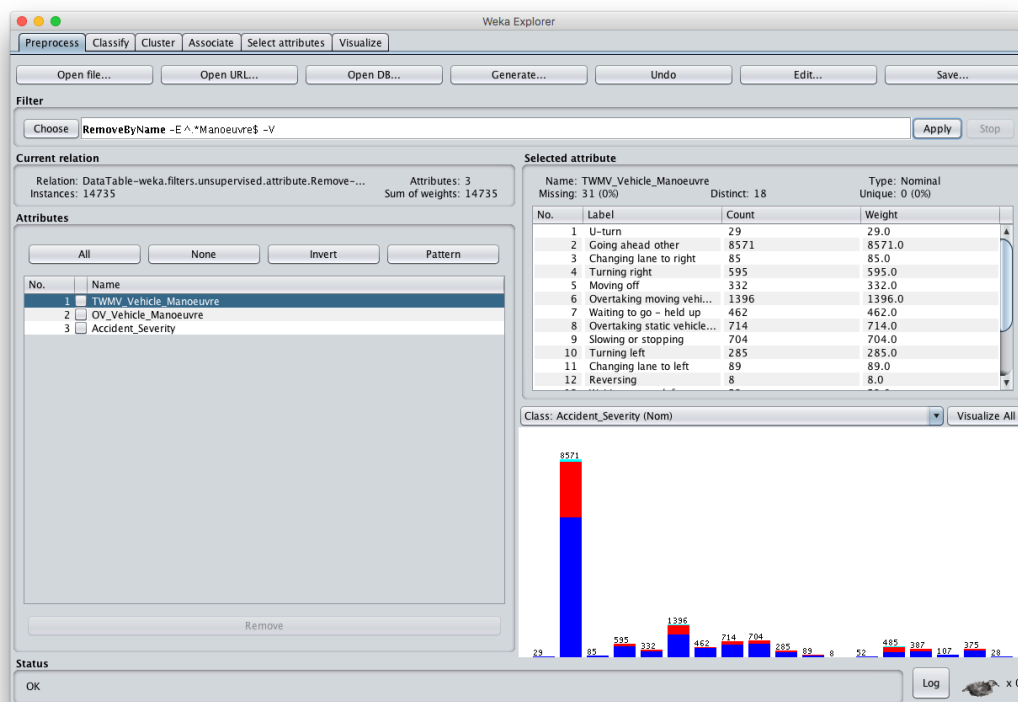 Weka Explorer
Preprocess Classify Cluster Associate Select attributes Visualize
Open file... Open URL... Open DB... Generate... Undo Edit... Save...
Filter
Choose RemoveByName -E ^.*Manoeuvre$ -V Apply Stop
Current relation
Relation: DataTable-weka.filters.unsupervised.attribute.Remove-... Attributes: 3
Instances: 14735 Sum of weights: 14735
Attributes
All None Invert Pattern
No. Name
1 TWMV_Vehicle_Manoeuvre
2 OV_Vehicle_Manoeuvre
3 Accident_Severity
Remove
Selected attribute
Name: TWMV_Vehicle_Manoeuvre Type: Nominal
Missing: 31 (0%) Distinct: 18 Unique: 0 (0%)
No. Label Count Weight
1 U-turn 29 29.0
2 Going ahead other 8571 8571.0
3 Changing lane to right 85 85.0
4 Turning right 595 595.0
5 Moving off 332 332.0
6 Overtaking moving vehi... 1396 1396.0
7 Waiting to go - held up 462 462.0
8 Overtaking static vehicle... 714 714.0
9 Slowing or stopping 704 704.0
10 Turning left 285 285.0
11 Changing lane to left 89 89.0
12 Reversing 8 8.0
Class: Accident_Severity (Nom) Visualize All
29 8571 85 595 332 1396 462 714 704 285 89 8 52 485 387 107 375 28
Status
OK
Log x